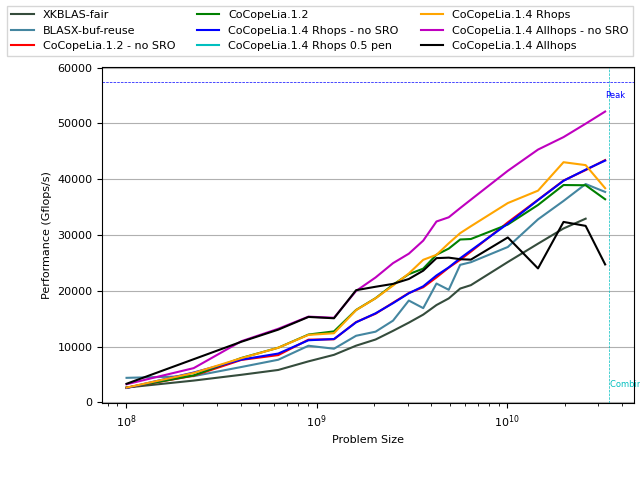 XKBLAS-fair
BLASX-buf-reuse
CoCopeLia.1.2 - no SRO
CoCopeLia.1.2
CoCopeLia.1.4 Rhops - no SRO
CoCopeLia.1.4 Rhops 0.5 pen
CoCopeLia.1.4 Rhops
CoCopeLia.1.4 Allhops - no SRO
CoCopeLia.1.4 Allhops
60000
50000
40000
30000
20000
10000
0
Performance (Gflops/s)
Peak
Combin
10^8
10^9
10^10
Problem Size